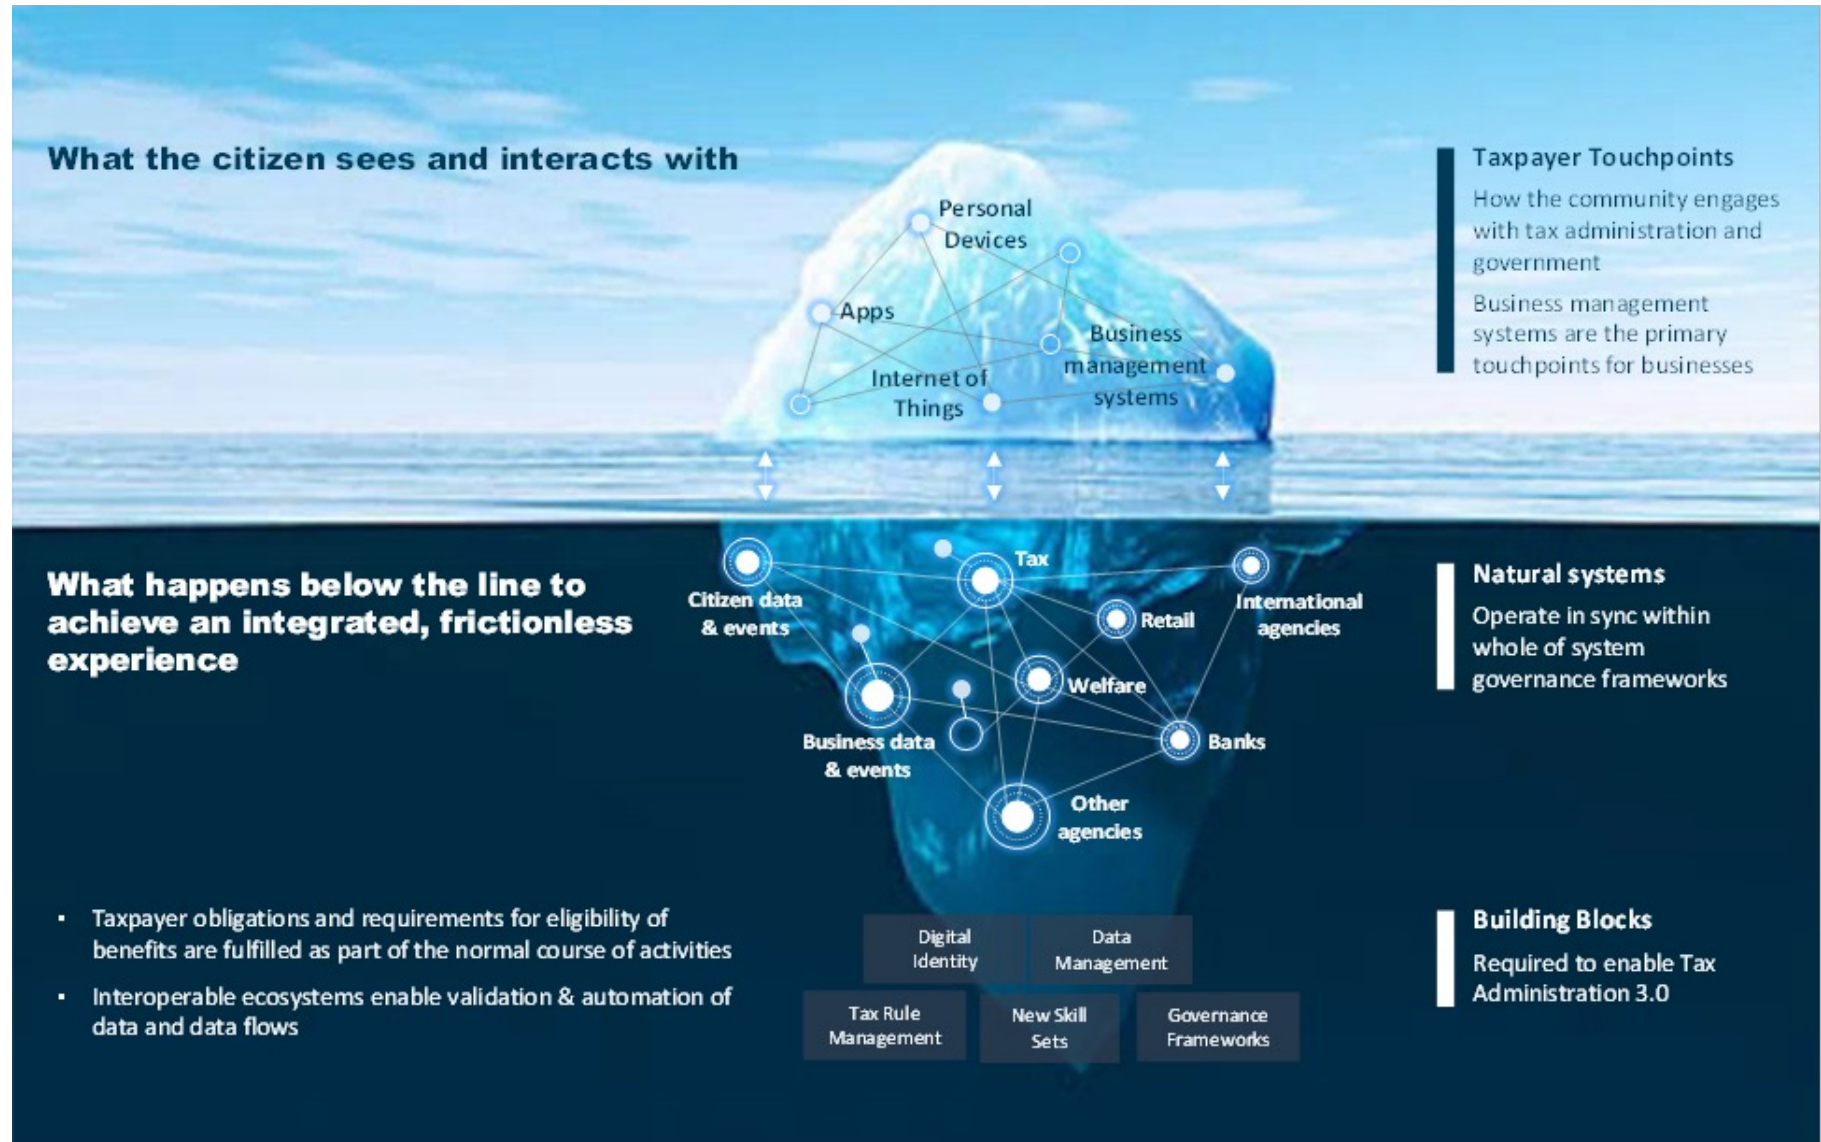 What the citizen sees and interacts with
Personal
Devices
Apps
Business
management
systems
Internet of
Things
Taxpayer Touchpoints
How the community engages
with tax administration and
government
Business management
systems are the primary
touchpoints for businesses
What happens below the line to
achieve an integrated, frictionless
experience
Tax
Citizen data
& events
Retail
International
agencies
Welfare
Business data
& events
Banks
Other
agencies
Natural systems
Operate in sync within
whole of system
governance frameworks
▪ Taxpayer obligations and requirements for eligibility of
benefits are fulfilled as part of the normal course of activities
▪ Interoperable ecosystems enable validation & automation of
data and data flows
Digital
Identity
Data
Management
Tax Rule
Management
New Skill
Sets
Governance
Frameworks
Building Blocks
Required to enable Tax
Administration 3.0